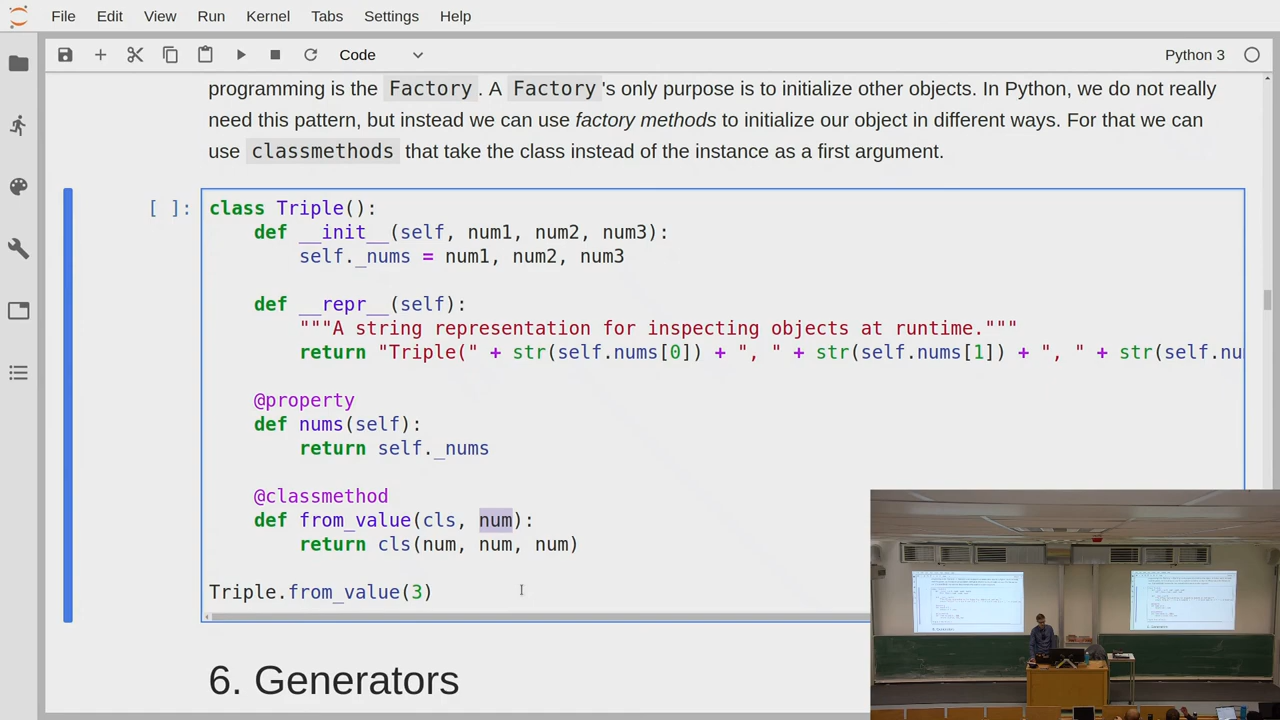 File Edit View Run Kernel Tabs Settings Help
Code Python 3
programming is the Factory . A Factory 's only purpose is to initialize other objects. In Python, we do not really
need this pattern, but instead we can use factory methods to initialize our object in different ways. For that we can
use classmethods that take the class instead of the instance as a first argument.
[ ]: class Triple():
def __init__(self, num1, num2, num3):
self._nums = num1, num2, num3
def __repr__(self):
"""A string representation for inspecting objects at runtime."""
return "Triple(" + str(self.nums[0]) + ", " + str(self.nums[1]) + ", " + str(self.nu
@property
def nums(self):
return self._nums
@classmethod
def from_value(cls, num):
return cls(num, num, num)
Triple.from_value(3)
6. Generators